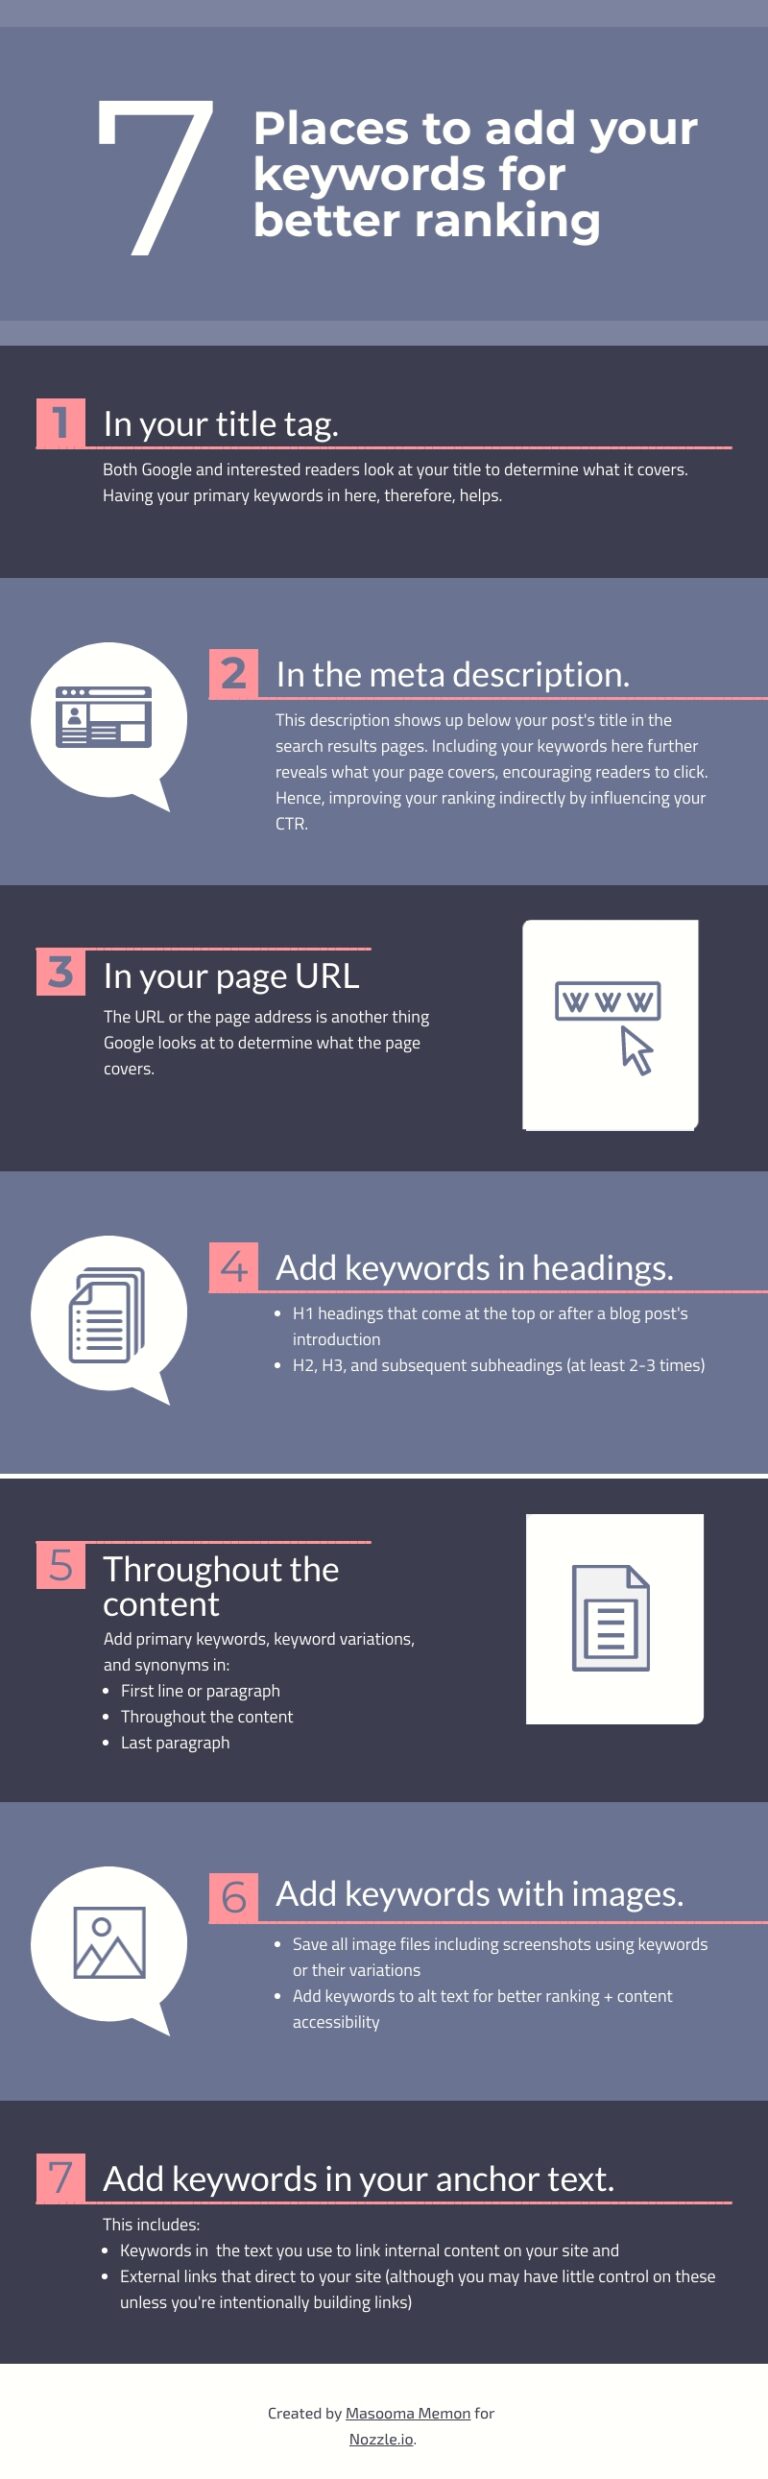 7
Places to add your
keywords for
better ranking
1
In your title tag.
Both Google and interested readers look at your title to determine what it covers.
Having your primary keywords in here, therefore, helps.
2
In the meta description.
This description shows up below your post's title in the
search results pages. Including your keywords here further
reveals what your page covers, encouraging readers to click.
Hence, improving your ranking indirectly by influencing your
CTR.
3
In your page URL
The URL or the page address is another thing
Google looks at to determine what the page
covers.
WWW
4
Add keywords in headings.
• H1 headings that come at the top or after a blog post's
introduction
• H2, H3, and subsequent subheadings (at least 2-3 times)
5
Throughout the
content
Add primary keywords, keyword variations,
and synonyms in:
• First line or paragraph
• Throughout the content
• Last paragraph
6
Add keywords with images.
• Save all image files including screenshots using keywords
or their variations
• Add keywords to alt text for better ranking + content
accessibility
7
Add keywords in your anchor text.
This includes:
• Keywords in the text you use to link internal content on your site and
• External links that direct to your site (although you may have little control on these
unless you're intentionally building links)
Created by Masooma Memon for
Nozzle.io.